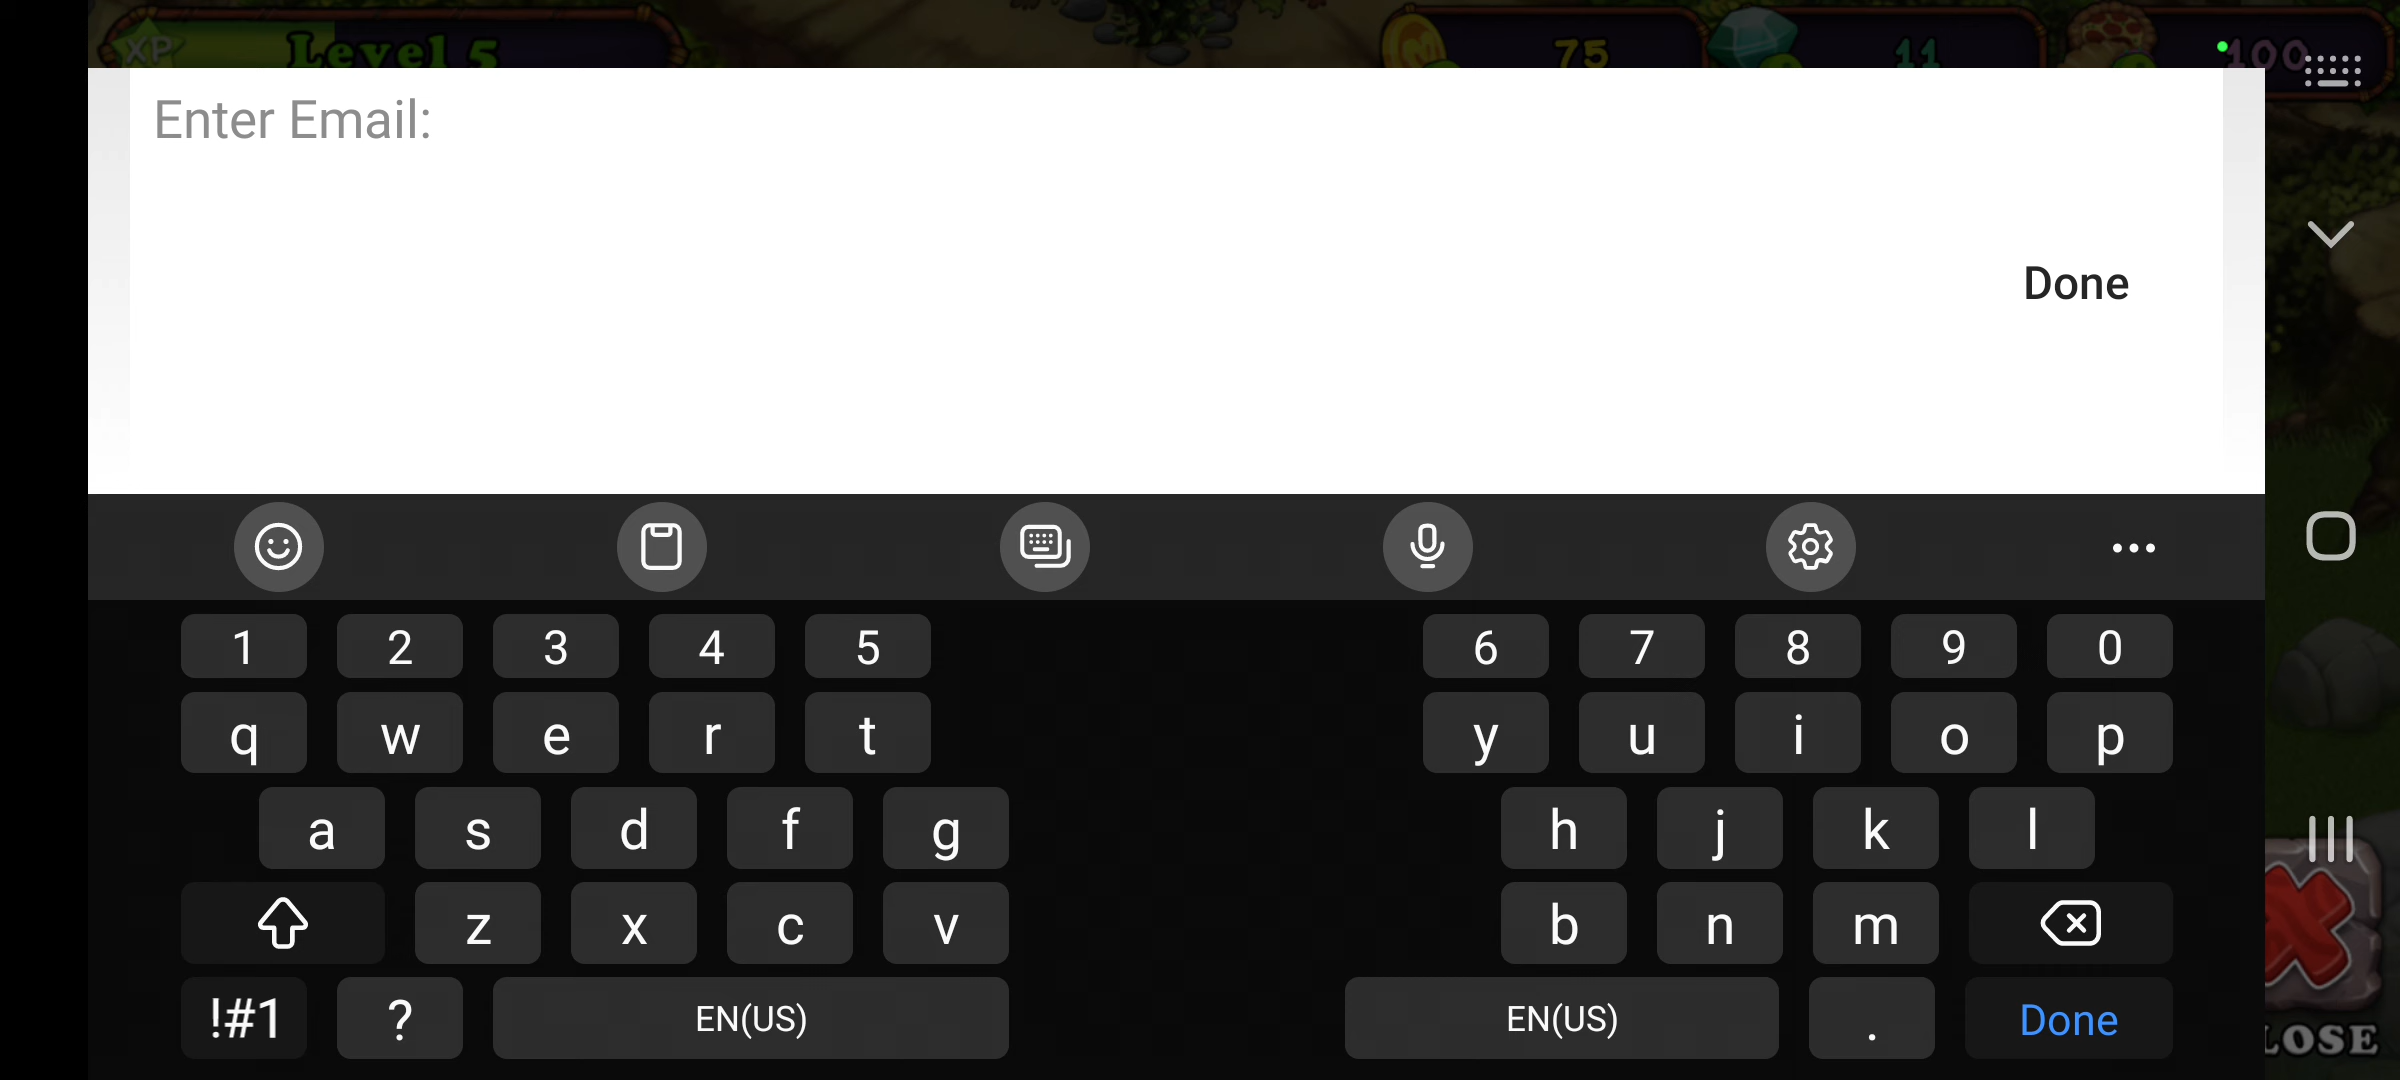 XP Level 5 75 11 100
Enter Email:
Done
1 2 3 4 5 6 7 8 9 0
q w e r t y u i o p
a s d f g h j k l
z x c v b n m
!#1 ? EN(US) EN(US) . Done
LOSE